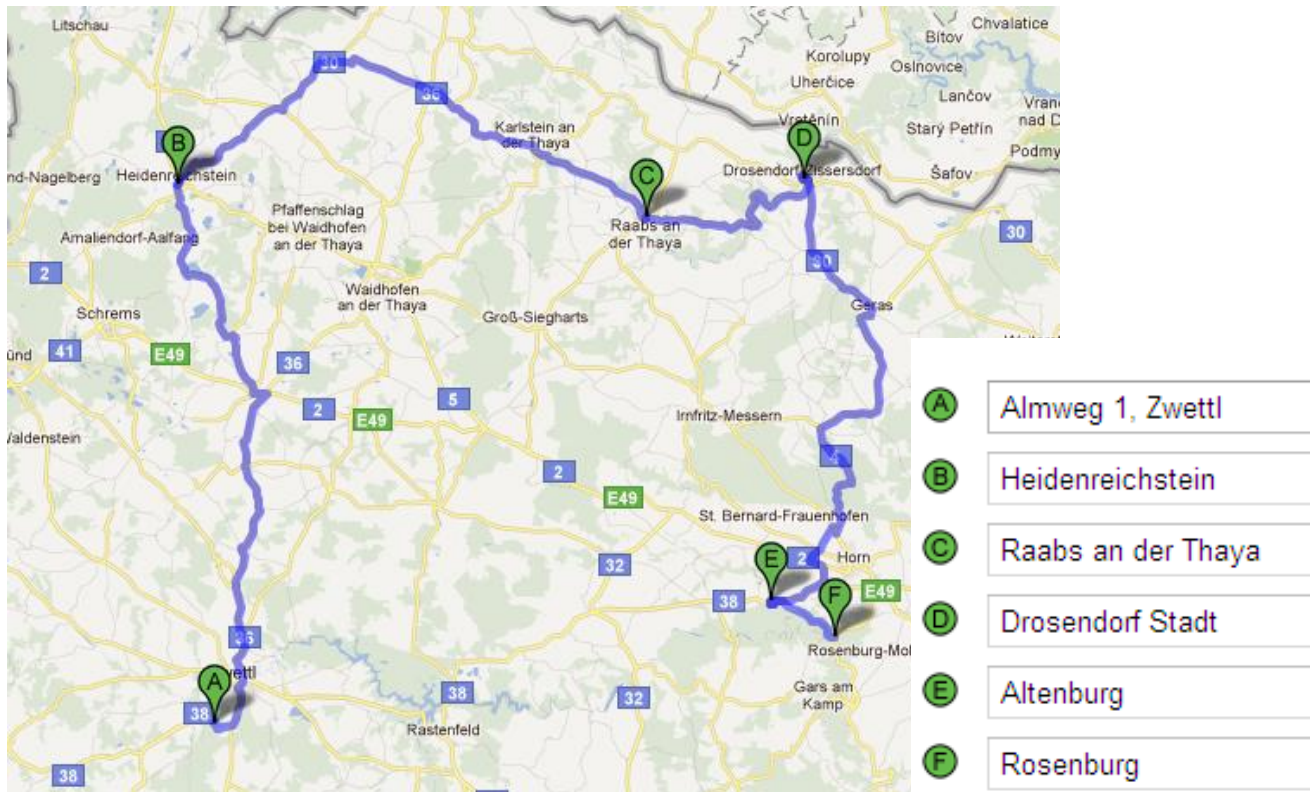 Litschau
Chvalatice
Bítov
Korolupy
Oslnovice
Uherčice
Lančov
30
36
Vranov
nad D
Vratěnín
Starý Petřín
Karlstein an
der Thaya
B
D
Podmy
nd-Nagelberg
Heidenreichstein
C
Drosendorf-Zissersdorf
Šafov
Pfaffenschlag
bei Waidhofen
an der Thaya
Raabs an
der Thaya
30
Amaliendorf-Aalfang
2
30
Waidhofen
an der Thaya
Geras
Schrems
Groß-Siegharts
ünd
41
E49
36
5
2
E49
Irnfritz-Messern
Waldenstein
4
2
E49
St. Bernard-Frauenhofen
E
2
Horn
32
F
E49
38
36
Rosenburg-Mol
Zwettl
A
38
38
32
Gars am
Kamp
Rastenfeld
38
A
Almweg 1, Zwettl
B
Heidenreichstein
C
Raabs an der Thaya
D
Drosendorf Stadt
E
Altenburg
F
Rosenburg